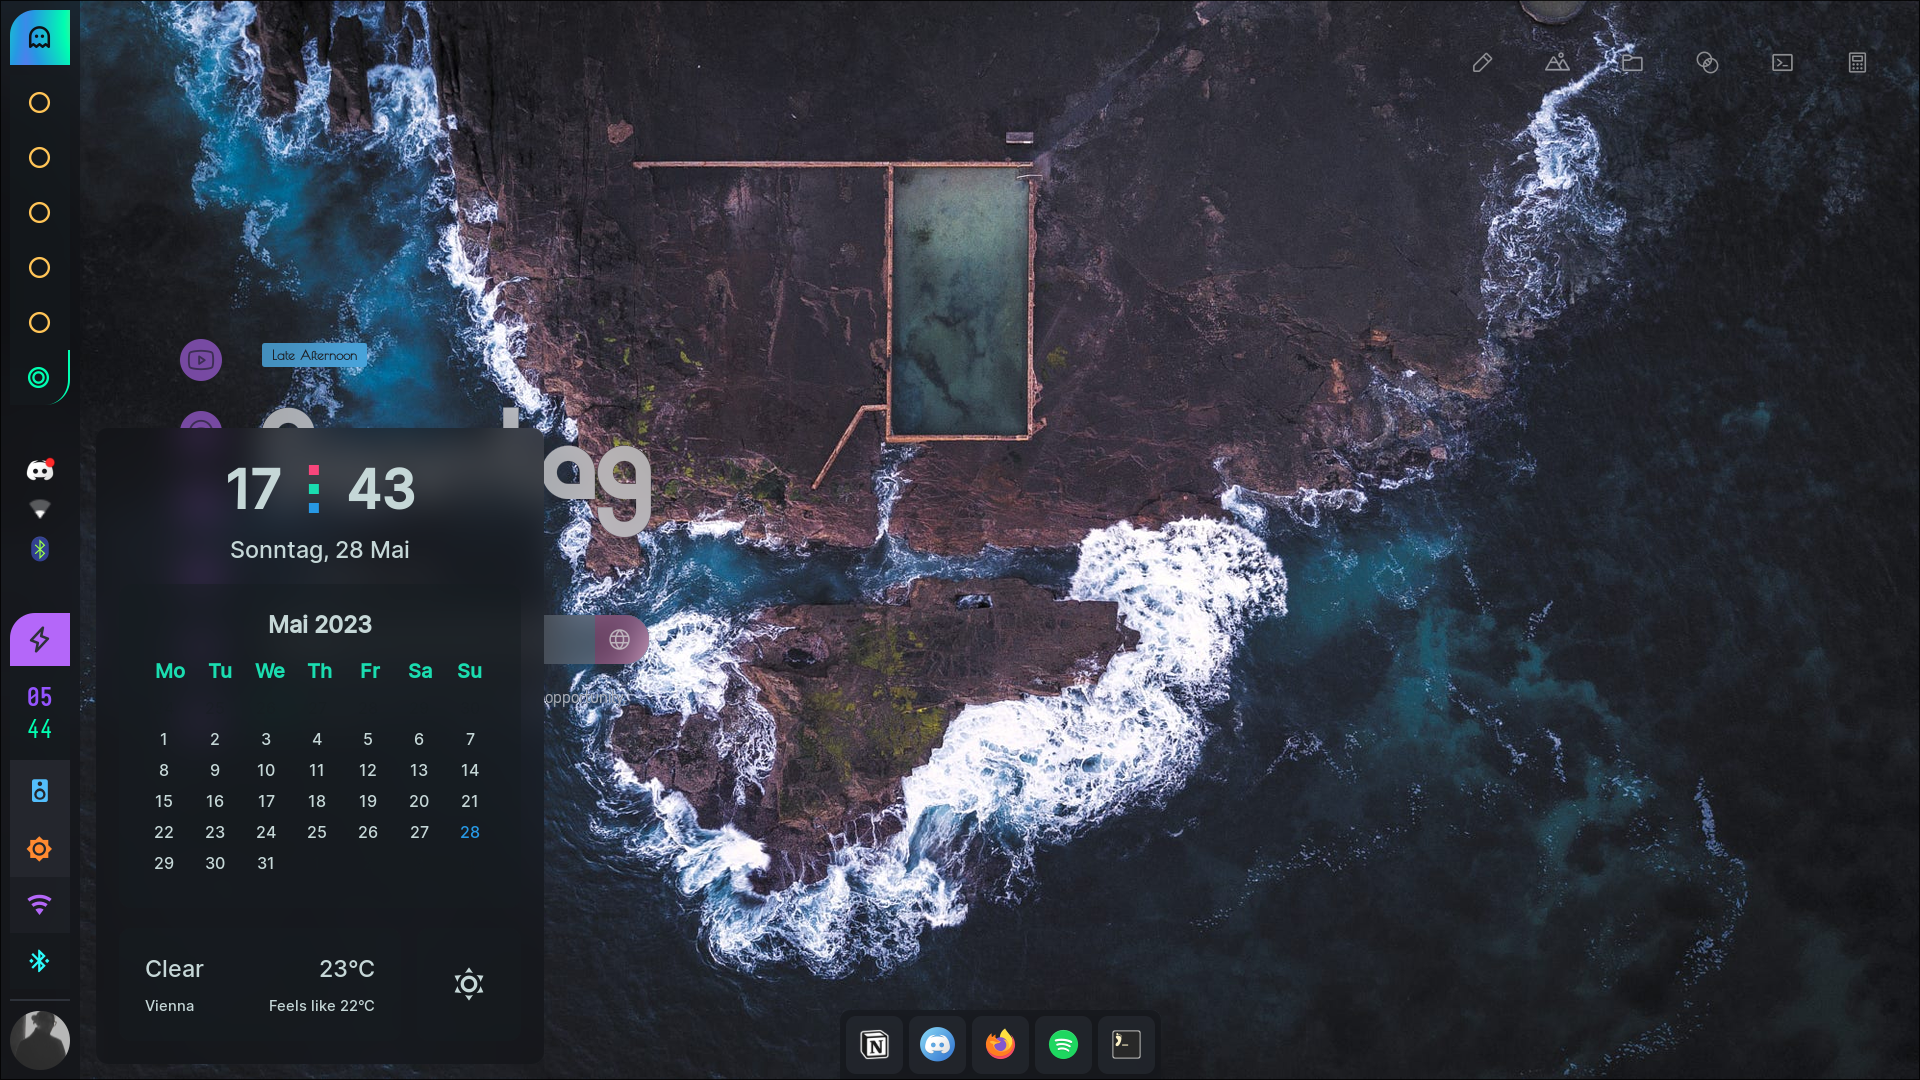 Late Afternoon
ag
17 43
Sonntag, 28 Mai
Mai 2023
Mo Tu We Th Fr Sa Su
1 2 3 4 5 6 7
8 9 10 11 12 13 14
15 16 17 18 19 20 21
22 23 24 25 26 27 28
29 30 31
opportunity
05
44
Clear 23°C
Vienna Feels like 22°C